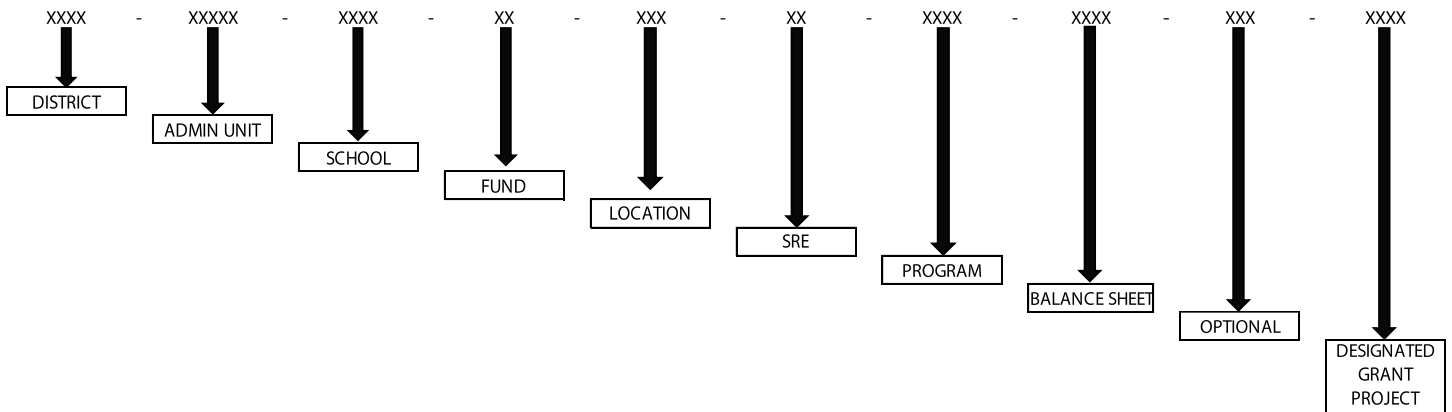 XXXX - XXXXX - XXXX - XX - XXX - XX - XXXX - XXXX - XXX - XXXX
DISTRICT
ADMIN UNIT
SCHOOL
FUND
LOCATION
SRE
PROGRAM
BALANCE SHEET
OPTIONAL
DESIGNATED
GRANT
PROJECT